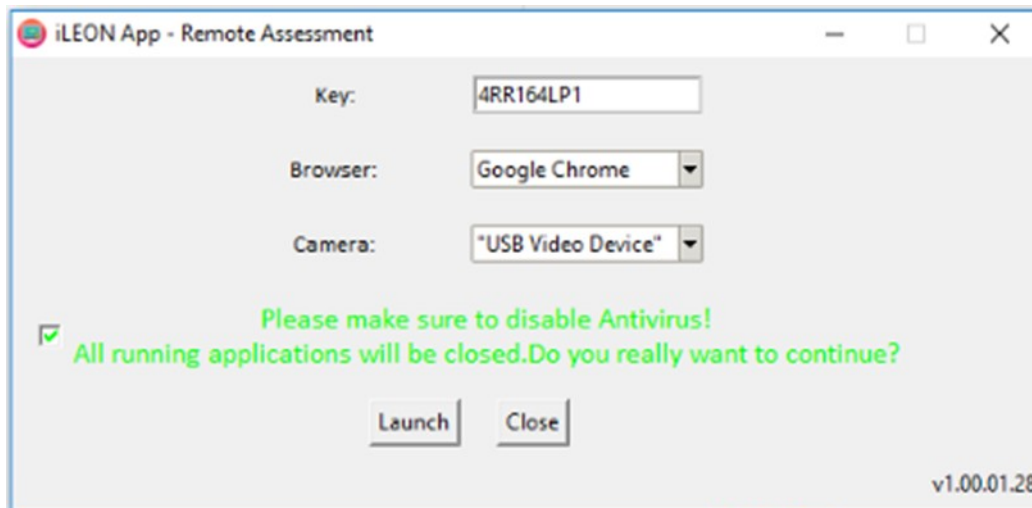 iLEON App - Remote Assessment
Key: 4RR164LP1
Browser: Google Chrome
Camera: "USB Video Device"
Please make sure to disable Antivirus!
All running applications will be closed.Do you really want to continue?
Launch Close
v1.00.01.28